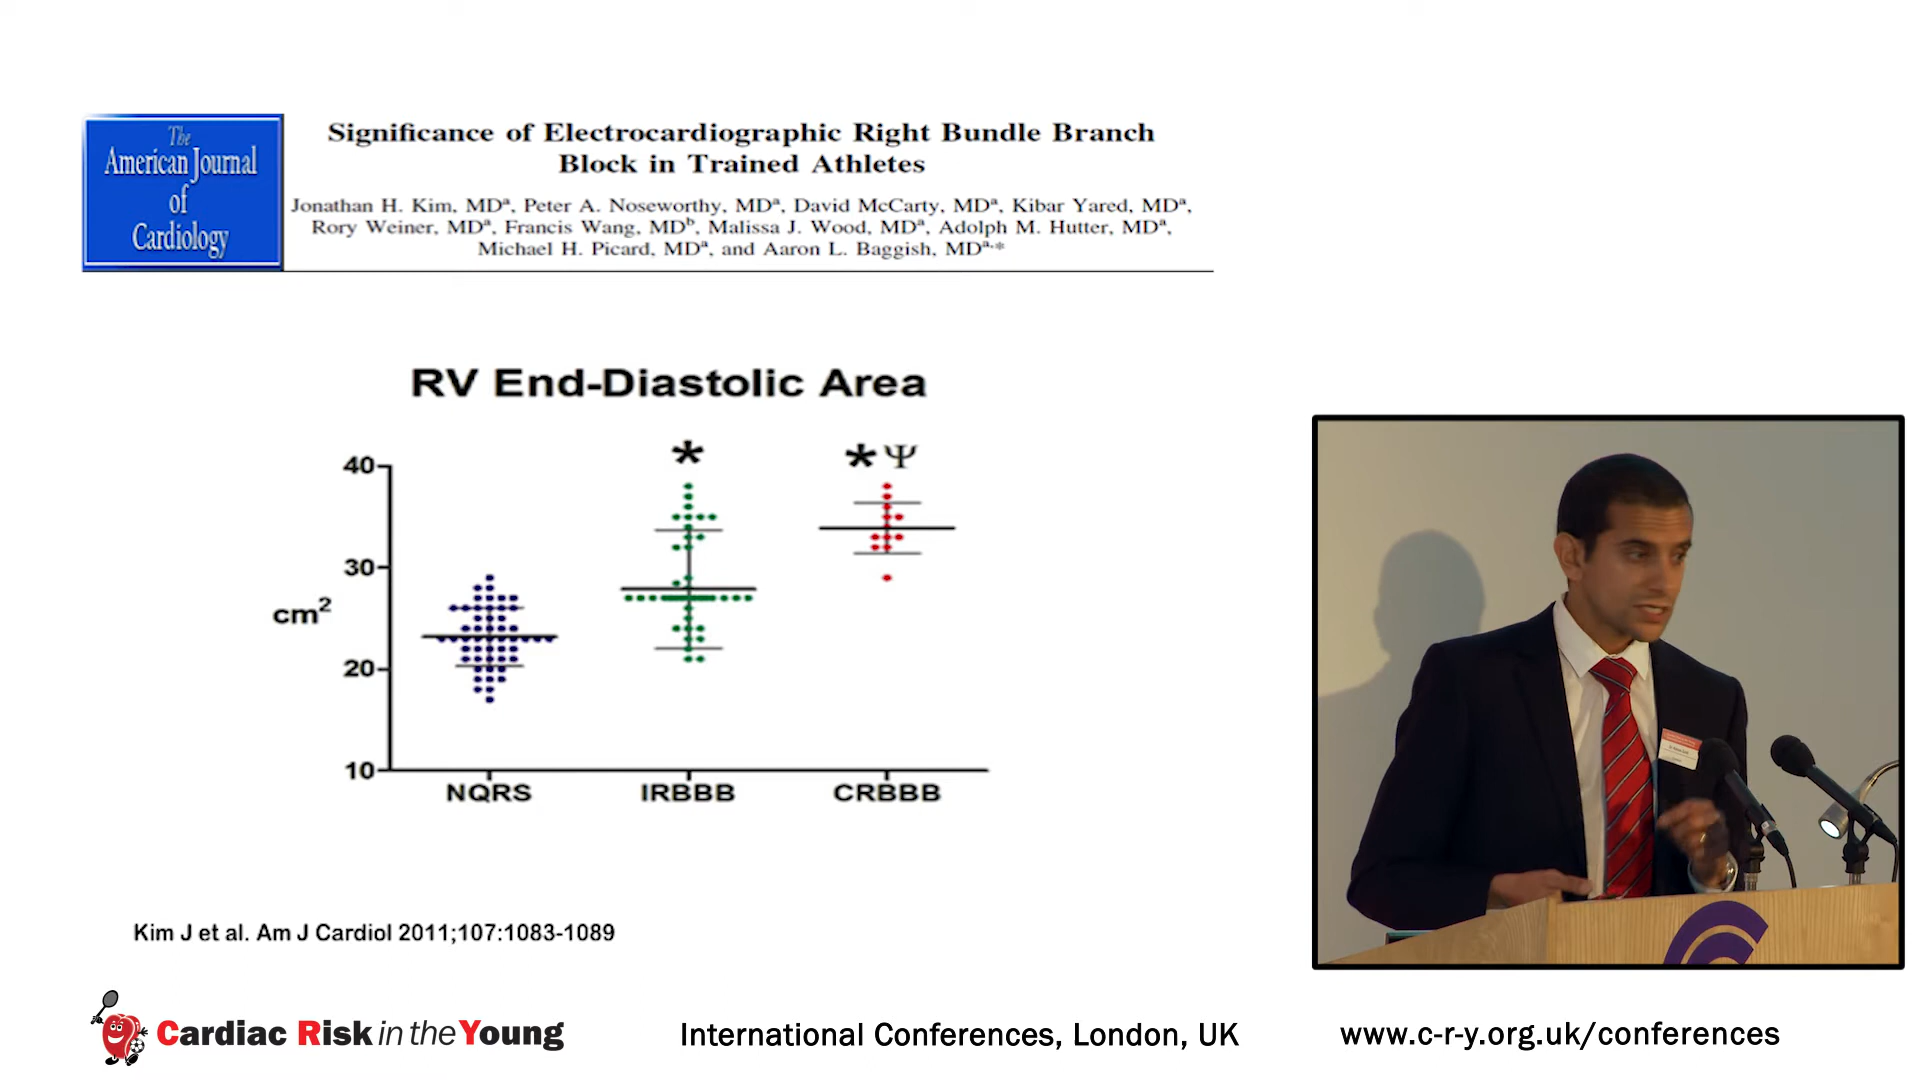 The
American Journal
of
Cardiology
Significance of Electrocardiographic Right Bundle Branch
Block in Trained Athletes
Jonathan H. Kim, MDª, Peter A. Noseworthy, MDª, David McCarty, MDª, Kibar Yared, MDª,
Rory Weiner, MDª, Francis Wang, MDᵇ, Malissa J. Wood, MDª, Adolph M. Hutter, MDª,
Michael H. Picard, MDª, and Aaron L. Baggish, MDª,*
RV End-Diastolic Area
* *Ψ
40
30
cm²
20
10
NQRS IRBBB CRBBB
Kim J et al. Am J Cardiol 2011;107:1083-1089
Cardiac Risk in the Young
International Conferences, London, UK
www.c-r-y.org.uk/conferences